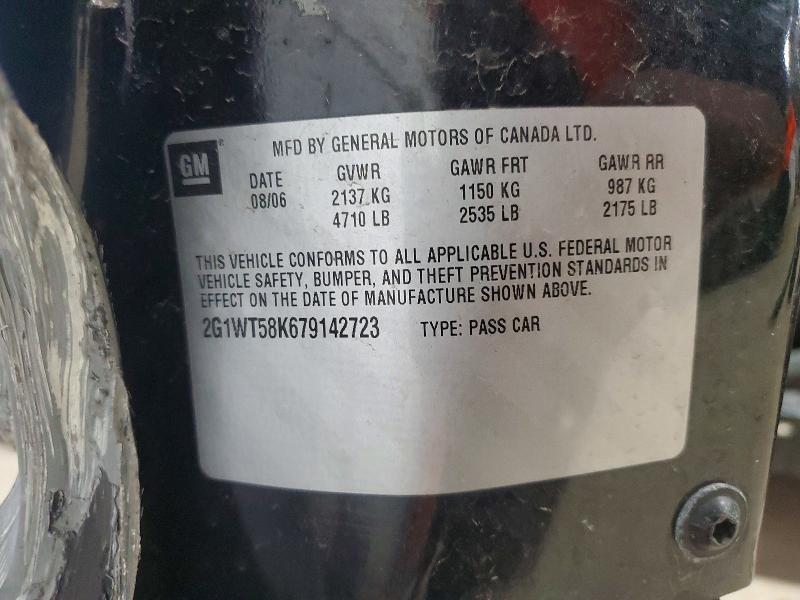 GM
MFD BY GENERAL MOTORS OF CANADA LTD.
DATE GVWR GAWR FRT GAWR RR
08/06 2137 KG 1150 KG 987 KG
4710 LB 2535 LB 2175 LB
THIS VEHICLE CONFORMS TO ALL APPLICABLE U.S. FEDERAL MOTOR
VEHICLE SAFETY, BUMPER, AND THEFT PREVENTION STANDARDS IN
EFFECT ON THE DATE OF MANUFACTURE SHOWN ABOVE.
2G1WT58K679142723 TYPE: PASS CAR